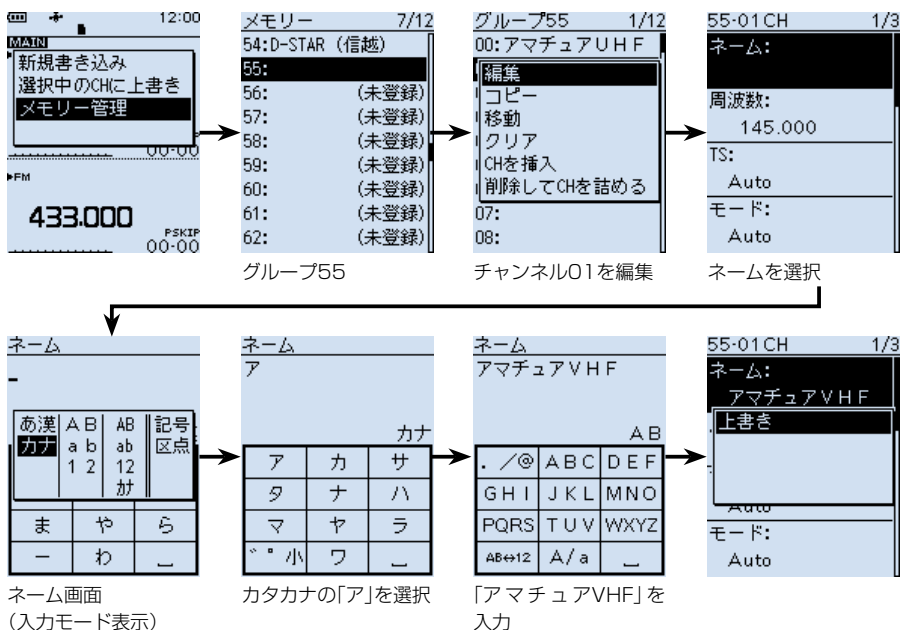 12:00
MAIN
新規書き込み
選択中のCHに上書き
メモリー管理
00-00
FM
433.000
PSKIP
00-00
メモリー 7/12
54:D-STAR (信越)
55:
56: (未登録)
57: (未登録)
58: (未登録)
59: (未登録)
60: (未登録)
61: (未登録)
62: (未登録)
グループ55
グループ55 1/12
00:アマチュアUHF
編集
コピー
移動
クリア
CHを挿入
削除してCHを詰める
07:
08:
チャンネル01を編集
55-01CH 1/3
ネーム:
周波数:
145.000
TS:
Auto
モード:
Auto
ネームを選択
ネーム
あ漢 AB AB 記号
カナ ab ab 区点
12 12
カナ
ま や ら
ー わ ␣
ネーム画面
(入力モード表示)
ネーム
ア
カナ
ア カ サ
タ ナ ハ
マ ヤ ラ
゛゜小 ワ ␣
カタカナの「ア」を選択
ネーム
アマチュアVHF
AB
. /@ ABC DEF
GHI JKL MNO
PQRS TUV WXYZ
AB↔12 A/a ␣
「アマチュアVHF」を
入力
55-01CH 1/3
ネーム:
アマチュアVHF
上書き
Auto
モード:
Auto